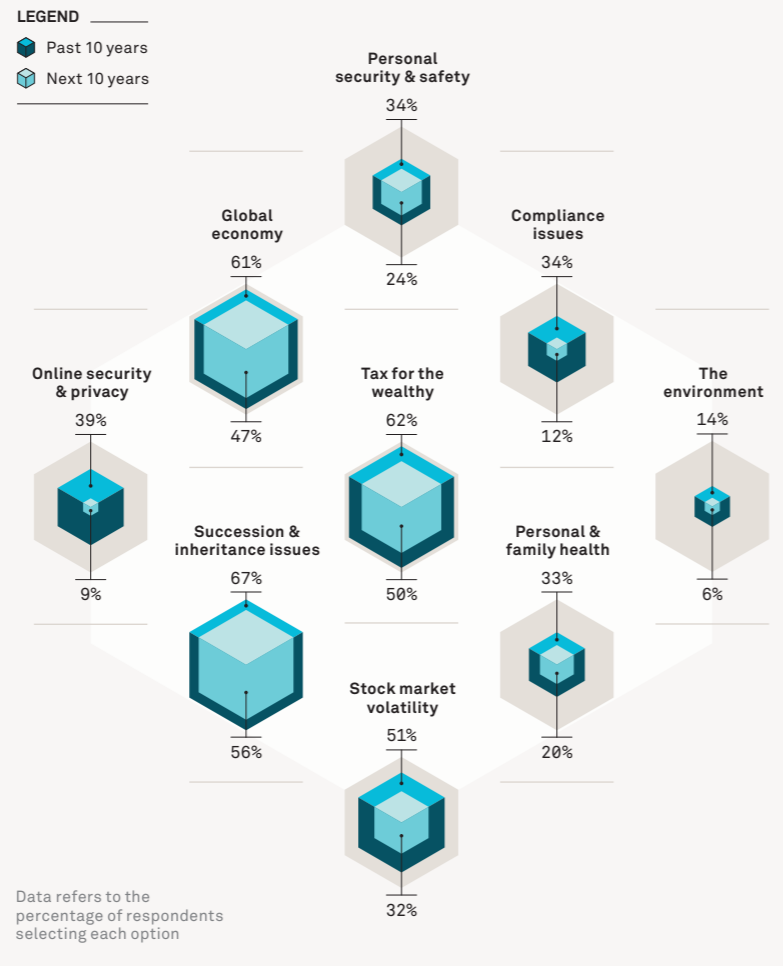 LEGEND
Past 10 years
Next 10 years
Personal
security & safety
34%
24%
Global
economy
61%
47%
Compliance
issues
34%
12%
Online security
& privacy
39%
9%
Tax for the
wealthy
62%
50%
The
environment
14%
6%
Succession &
inheritance issues
67%
56%
Personal &
family health
33%
20%
Stock market
volatility
51%
32%
Data refers to the
percentage of respondents
selecting each option